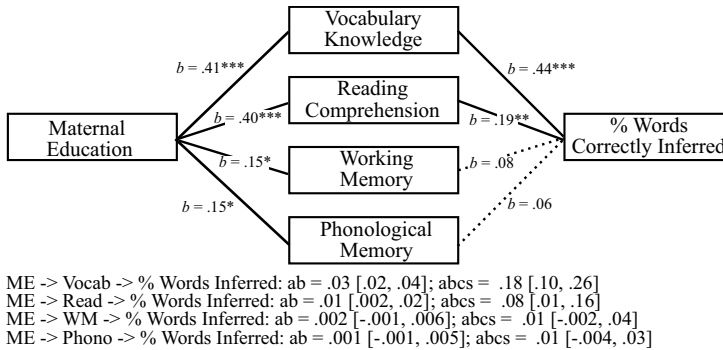 Vocabulary
Knowledge
b = .41***
b = .44***
Reading
Comprehension
b = .40***
b = .19**
Maternal
Education
% Words
Correctly Inferred
b = .15*
Working
Memory
b = .08
b = .15*
b = .06
Phonological
Memory
ME -> Vocab -> % Words Inferred: ab = .03 [.02, .04]; abcs = .18 [.10, .26]
ME -> Read -> % Words Inferred: ab = .01 [.002, .02]; abcs = .08 [.01, .16]
ME -> WM -> % Words Inferred: ab = .002 [-.001, .006]; abcs = .01 [-.002, .04]
ME -> Phono -> % Words Inferred: ab = .001 [-.001, .005]; abcs = .01 [-.004, .03]